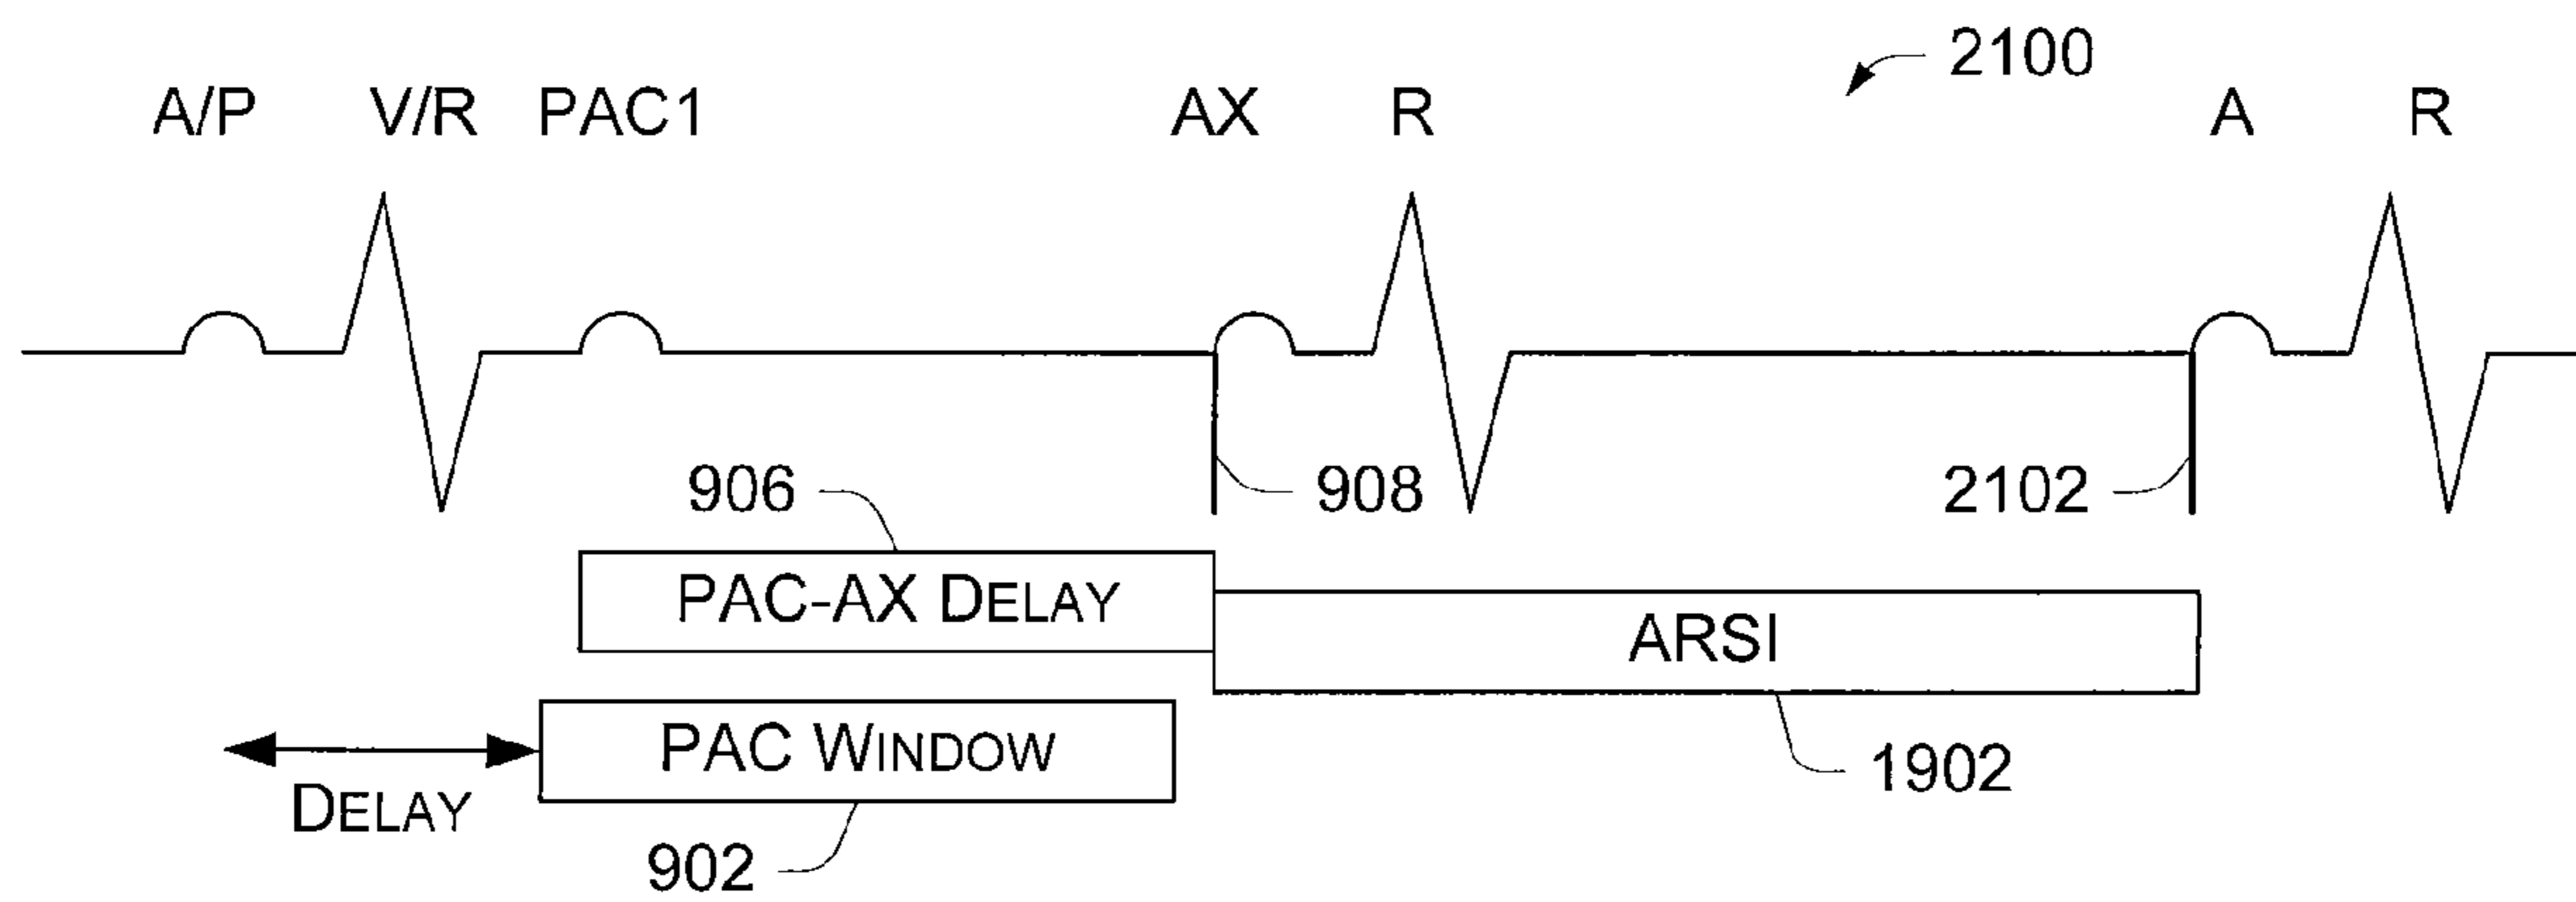 2100
A/P V/R PAC1 AX R A R
906 908 2102
PAC-AX DELAY
ARSI
PAC WINDOW
DELAY
1902
902